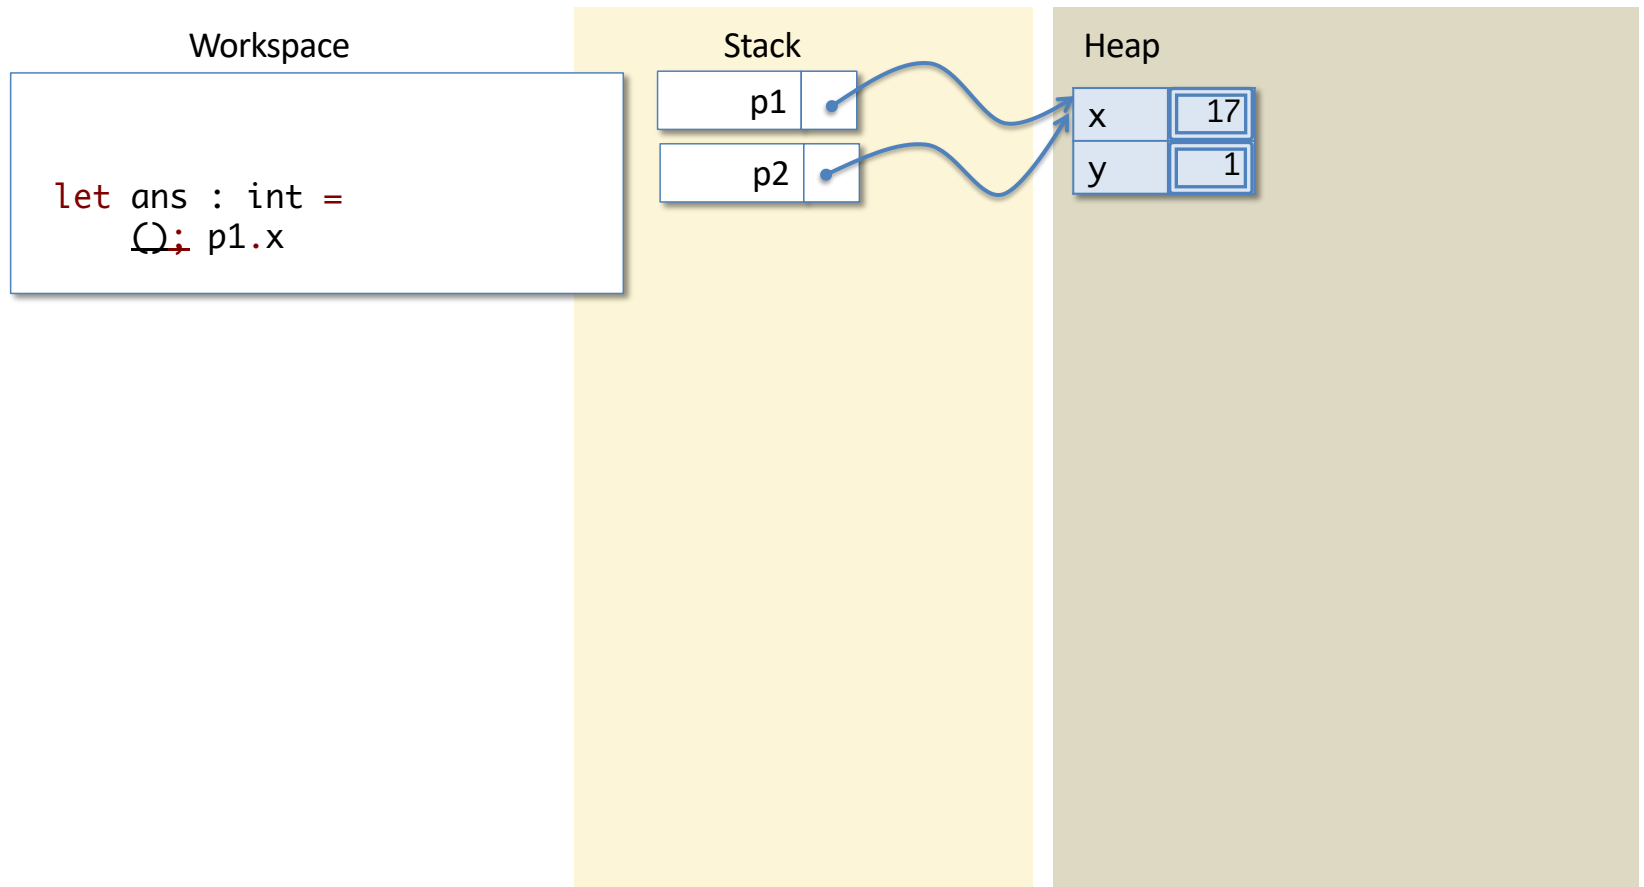 Workspace
Stack
Heap
let ans : int =
(); p1.x
p1
p2
x 17
y 1